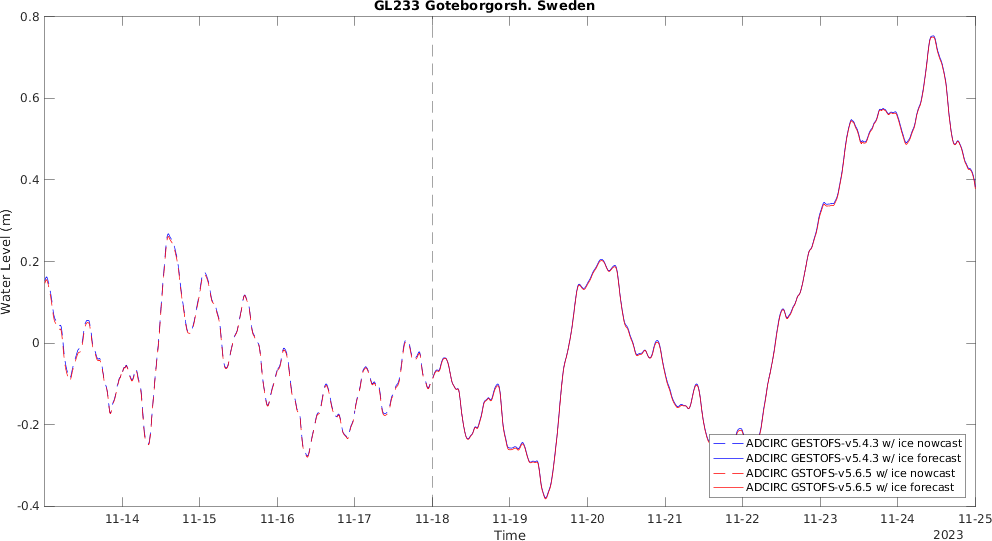 GL233 Goteborgorsh. Sweden
0.8
0.6
0.4
0.2
0
-0.2
-0.4
Water Level (m)
ADCIRC GESTOFS-v5.4.3 w/ ice nowcast
ADCIRC GESTOFS-v5.4.3 w/ ice forecast
ADCIRC GSTOFS-v5.6.5 w/ ice nowcast
ADCIRC GSTOFS-v5.6.5 w/ ice forecast
11-14 11-15 11-16 11-17 11-18 11-19 11-20 11-21 11-22 11-23 11-24 11-25
Time
2023